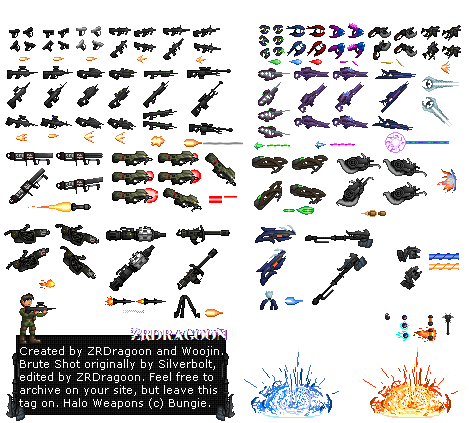 ZRDRAGOON
Created by ZRDragoon and Woojin.
Brute Shot originally by Silverbolt,
edited by ZRDragoon. Feel free to
archive on your site, but leave this
tag on. Halo Weapons (c) Bungie.